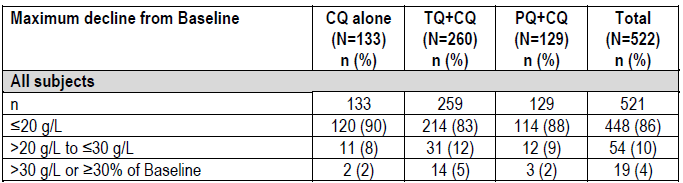 Maximum decline from Baseline CQ alone TQ+CQ PQ+CQ Total
(N=133) (N=260) (N=129) (N=522)
n (%) n (%) n (%) n (%)
All subjects
n 133 259 129 521
≤20 g/L 120 (90) 214 (83) 114 (88) 448 (86)
>20 g/L to ≤30 g/L 11 (8) 31 (12) 12 (9) 54 (10)
>30 g/L or ≥30% of Baseline 2 (2) 14 (5) 3 (2) 19 (4)